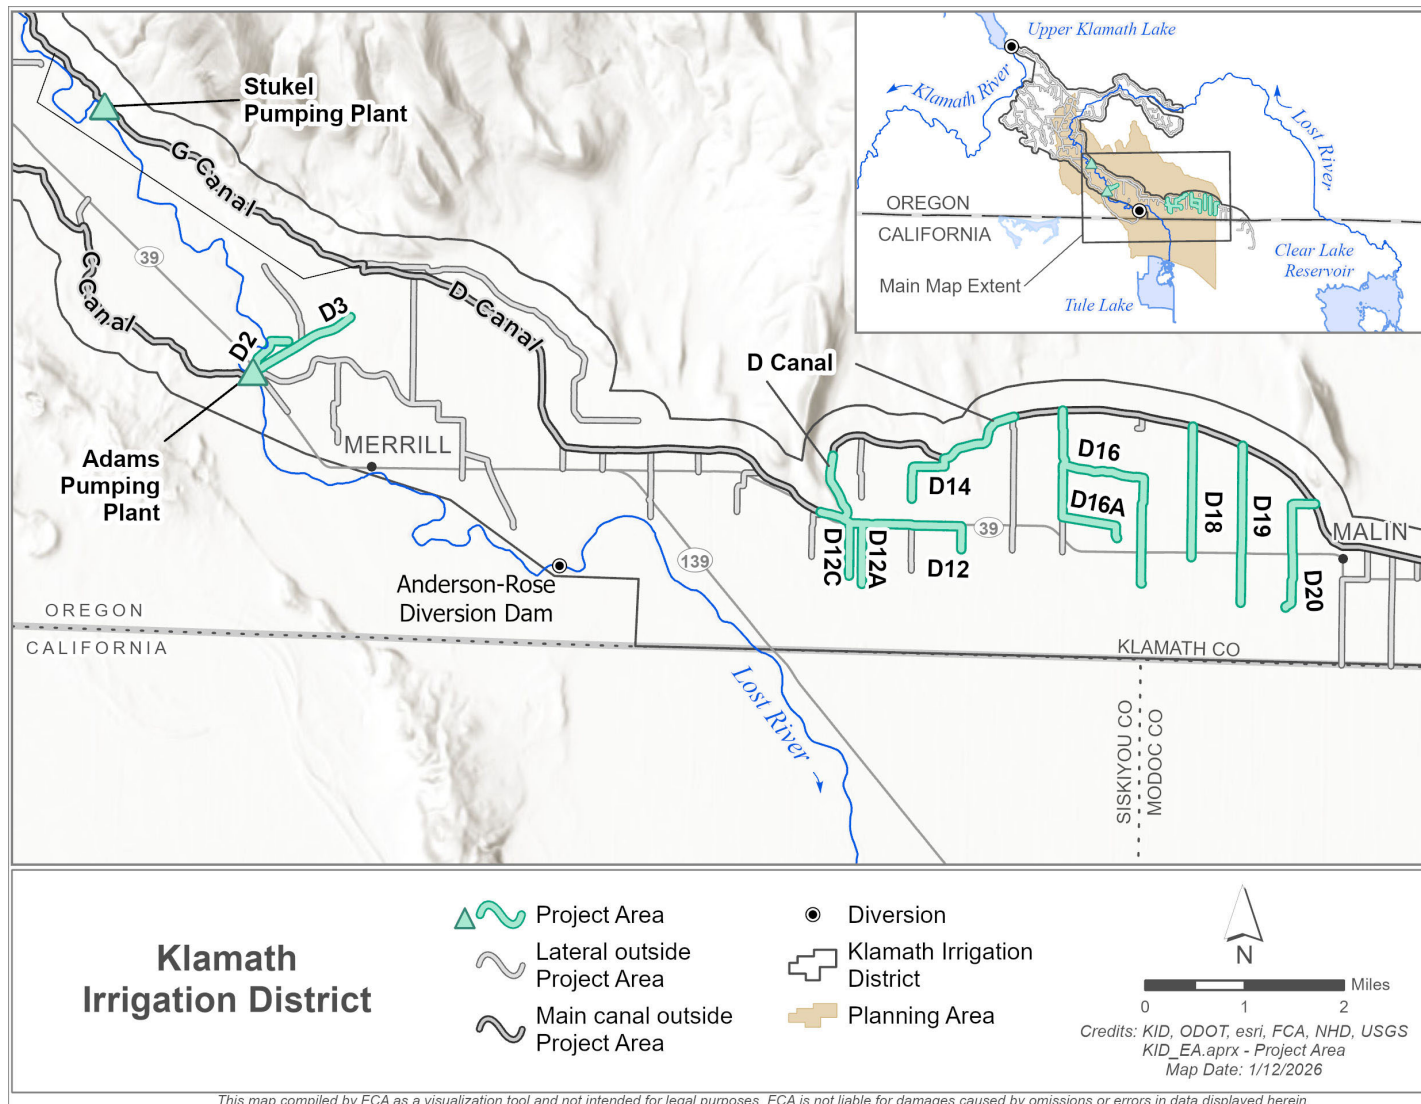 Stukel
Pumping Plant
G Canal
39
C Canal
D Canal
D2
D3
Adams
Pumping
Plant
MERRILL
Anderson-Rose
Diversion Dam
139
OREGON
CALIFORNIA
Lost River
D Canal
D14
D16
D16A
D18
D19
D20
MALIN
39
D12C
D12A
D12
KLAMATH CO
SISKIYOU CO
MODOC CO
Upper Klamath Lake
Klamath River
Lost River
OREGON
CALIFORNIA
Main Map Extent
Clear Lake
Reservoir
Tule Lake
Klamath
Irrigation District
Project Area
Lateral outside
Project Area
Main canal outside
Project Area
Diversion
Klamath Irrigation
District
Planning Area
N
Miles
0 1 2
Credits: KID, ODOT, esri, FCA, NHD, USGS
KID_EA.aprx - Project Area
Map Date: 1/12/2026
This map compiled by FCA as a visualization tool and not intended for legal purposes. FCA is not liable for damages caused by omissions or errors in data displayed herein.